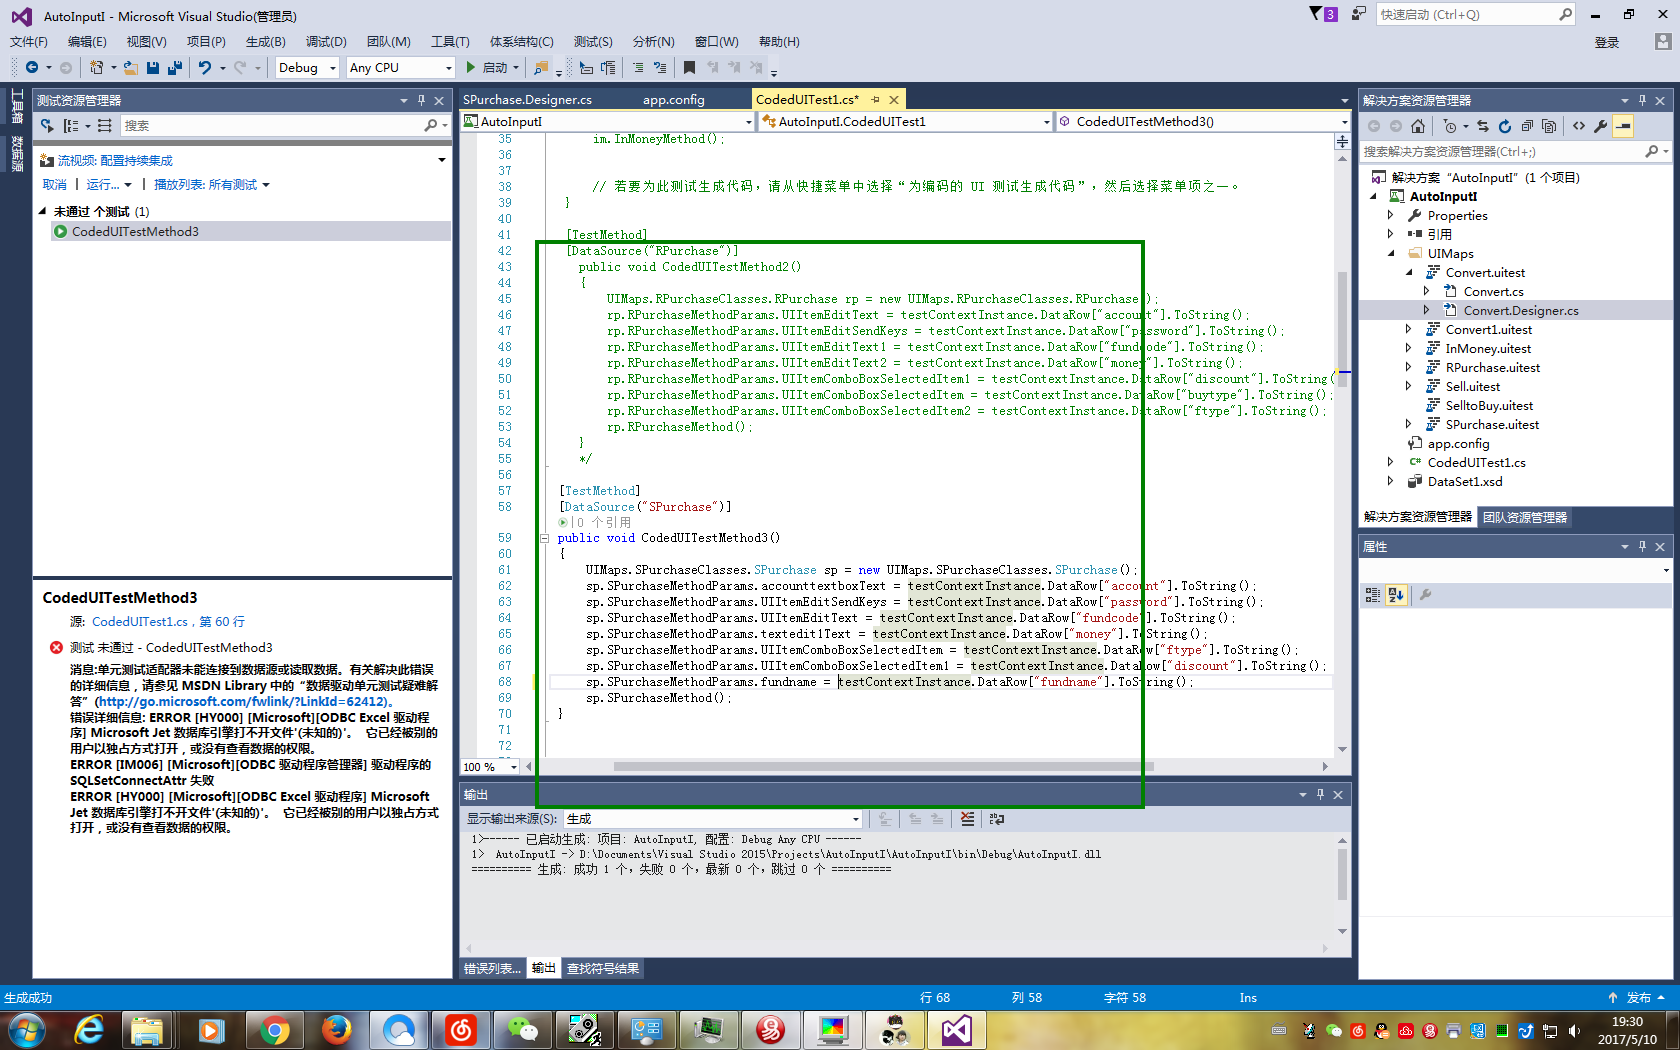 AutoInputI - Microsoft Visual Studio(管理员)
3
快速启动 (Ctrl+Q)
文件(F) 编辑(E) 视图(V) 项目(P) 生成(B) 调试(D) 团队(M) 工具(T) 体系结构(C) 测试(S) 分析(N) 窗口(W) 帮助(H)
登录
Debug Any CPU 启动
工具箱
数据源
测试资源管理器
搜索
流视频: 配置持续集成
取消 | 运行... | 播放列表: 所有测试
未通过 个测试 (1)
CodedUITestMethod3
CodedUITestMethod3
源: CodedUITest1.cs,第 60 行
测试 未通过 - CodedUITestMethod3
消息:单元测试适配器未能连接到数据源或读取数据。有关解决此错误
的详细信息,请参见 MSDN Library 中的“数据驱动单元测试疑难解
答”(http://go.microsoft.com/fwlink/?LinkId=62412)。
错误详细信息: ERROR [HY000] [Microsoft][ODBC Excel 驱动程
序] Microsoft Jet 数据库引擎打不开文件'(未知的)'。 它已经被别的
用户以独占方式打开,或没有查看数据的权限。
ERROR [IM006] [Microsoft][ODBC 驱动程序管理器] 驱动程序的
SQLSetConnectAttr 失败
ERROR [HY000] [Microsoft][ODBC Excel 驱动程序] Microsoft
Jet 数据库引擎打不开文件'(未知的)'。 它已经被别的用户以独占方式
打开,或没有查看数据的权限。
SPurchase.Designer.cs app.config CodedUITest1.cs*
AutoInputI AutoInputI.CodedUITest1 CodedUITestMethod3()
35 im.InMoneyMethod();
36
37
38 // 若要为此测试生成代码,请从快捷菜单中选择“为编码的 UI 测试生成代码”,然后选择菜单项之一。
39 }
40
41 [TestMethod]
42 [DataSource("RPurchase")]
43 public void CodedUITestMethod2()
44 {
45 UIMaps.RPurchaseClasses.RPurchase rp = new UIMaps.RPurchaseClasses.RPurchase();
46 rp.RPurchaseMethodParams.UIItemEditText = testContextInstance.DataRow["account"].ToString();
47 rp.RPurchaseMethodParams.UIItemEditSendKeys = testContextInstance.DataRow["password"].ToString();
48 rp.RPurchaseMethodParams.UIItemEditText1 = testContextInstance.DataRow["fundcode"].ToString();
49 rp.RPurchaseMethodParams.UIItemEditText2 = testContextInstance.DataRow["money"].ToString();
50 rp.RPurchaseMethodParams.UIItemComboBoxSelectedItem1 = testContextInstance.DataRow["discount"].ToString(
51 rp.RPurchaseMethodParams.UIItemComboBoxSelectedItem = testContextInstance.DataRow["buytype"].ToString();
52 rp.RPurchaseMethodParams.UIItemComboBoxSelectedItem2 = testContextInstance.DataRow["ftype"].ToString();
53 rp.RPurchaseMethod();
54 }
55 */
56
57 [TestMethod]
58 [DataSource("SPurchase")]
|0 个引用
59 public void CodedUITestMethod3()
60 {
61 UIMaps.SPurchaseClasses.SPurchase sp = new UIMaps.SPurchaseClasses.SPurchase();
62 sp.SPurchaseMethodParams.accounttextboxText = testContextInstance.DataRow["account"].ToString();
63 sp.SPurchaseMethodParams.UIItemEditSendKeys = testContextInstance.DataRow["password"].ToString();
64 sp.SPurchaseMethodParams.UIItemEditText = testContextInstance.DataRow["fundcode"].ToString();
65 sp.SPurchaseMethodParams.textedit1Text = testContextInstance.DataRow["money"].ToString();
66 sp.SPurchaseMethodParams.UIItemComboBoxSelectedItem = testContextInstance.DataRow["ftype"].ToString();
67 sp.SPurchaseMethodParams.UIItemComboBoxSelectedItem1 = testContextInstance.DataRow["discount"].ToString();
68 sp.SPurchaseMethodParams.fundname = testContextInstance.DataRow["fundname"].ToString();
69 sp.SPurchaseMethod();
70 }
71
72
100 %
输出
显示输出来源(S): 生成
1>------ 已启动生成: 项目: AutoInputI, 配置: Debug Any CPU ------
1> AutoInputI -> D:\Documents\Visual Studio 2015\Projects\AutoInputI\AutoInputI\bin\Debug\AutoInputI.dll
========== 生成: 成功 1 个,失败 0 个,最新 0 个,跳过 0 个 ==========
错误列表... 输出 查找符号结果
解决方案资源管理器
搜索解决方案资源管理器(Ctrl+;)
解决方案“AutoInputI”(1 个项目)
AutoInputI
Properties
引用
UIMaps
Convert.uitest
Convert.cs
Convert.Designer.cs
Convert1.uitest
InMoney.uitest
RPurchase.uitest
Sell.uitest
SelltoBuy.uitest
SPurchase.uitest
app.config
CodedUITest1.cs
DataSet1.xsd
解决方案资源管理器 团队资源管理器
属性
生成成功 行 68 列 58 字符 58 Ins 发布
19:30
2017/5/10